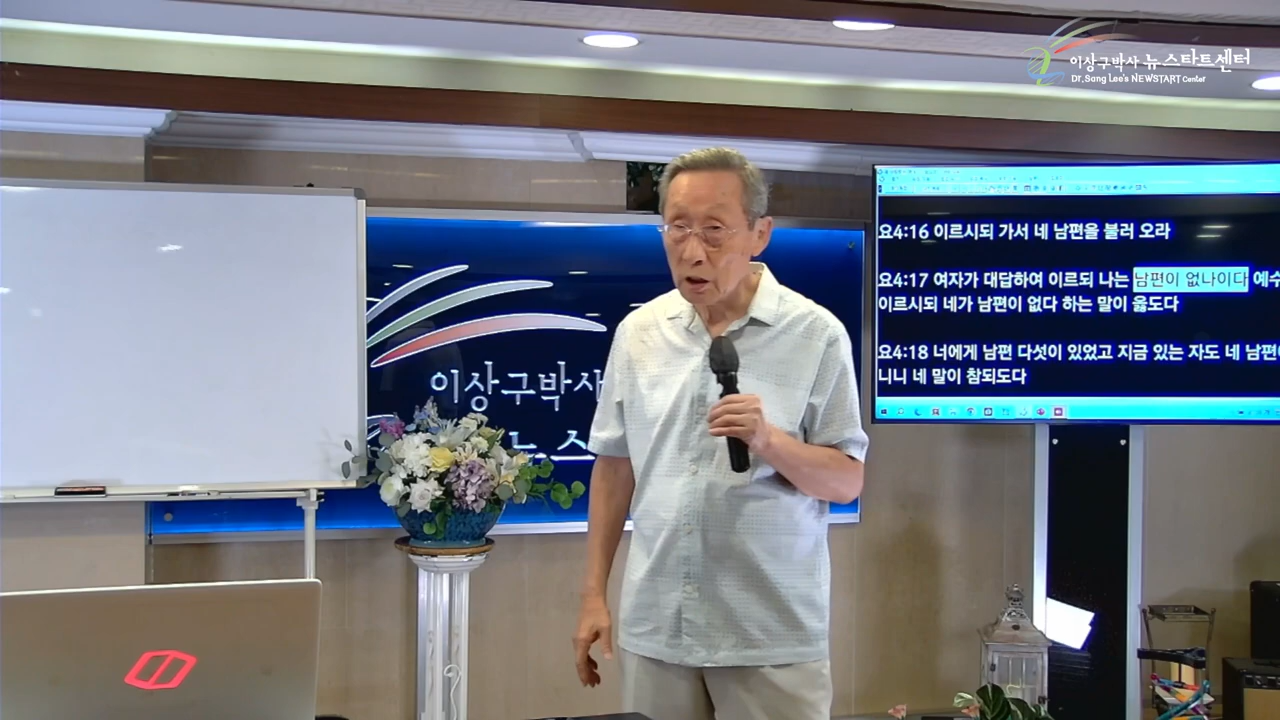 이상구박사 뉴스타트센터
Dr. Sang Lee's NEWSTART Center
요4:16 이르시되 가서 네 남편을 불러 오라
요4:17 여자가 대답하여 이르되 나는 남편이 없나이다 예수
이르시되 네가 남편이 없다 하는 말이 옳도다
요4:18 너에게 남편 다섯이 있었고 지금 있는 자도 네 남편
니니 네 말이 참되도다
이상구박사
뉴스